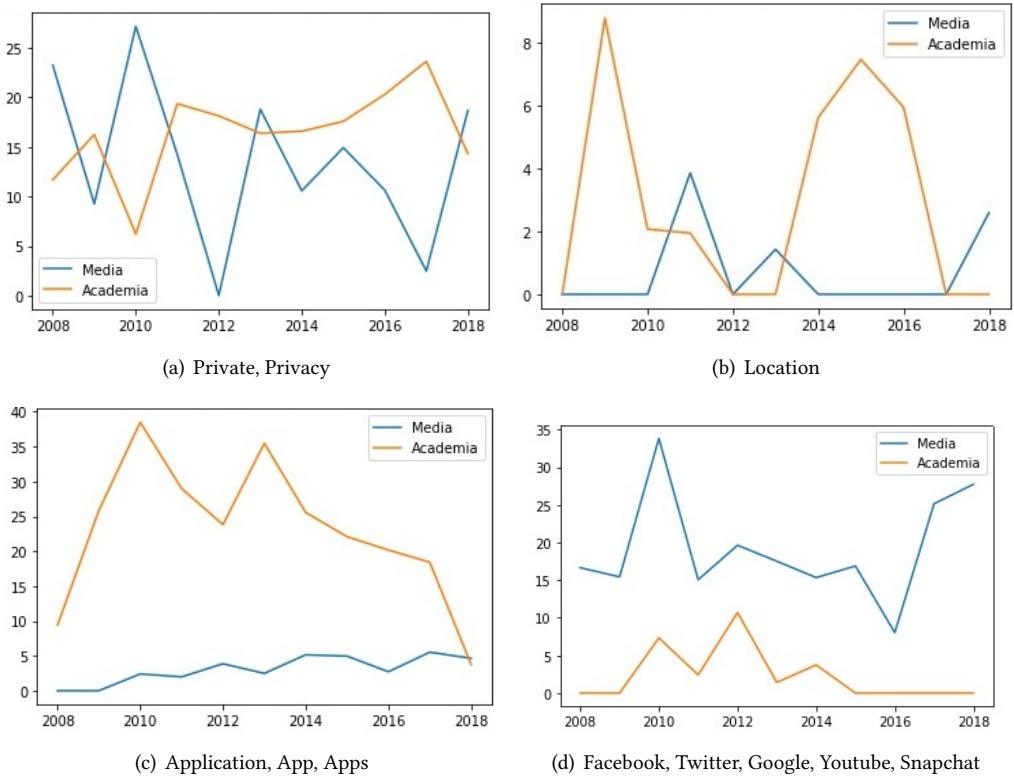 25
20
15
10
5
0
Media
Academia
2008 2010 2012 2014 2016 2018
(a) Private, Privacy
8
6
4
2
0
Media
Academia
2008 2010 2012 2014 2016 2018
(b) Location
40
35
30
25
20
15
10
5
0
Media
Academia
2008 2010 2012 2014 2016 2018
(c) Application, App, Apps
35
30
25
20
15
10
5
0
Media
Academia
2008 2010 2012 2014 2016 2018
(d) Facebook, Twitter, Google, Youtube, Snapchat